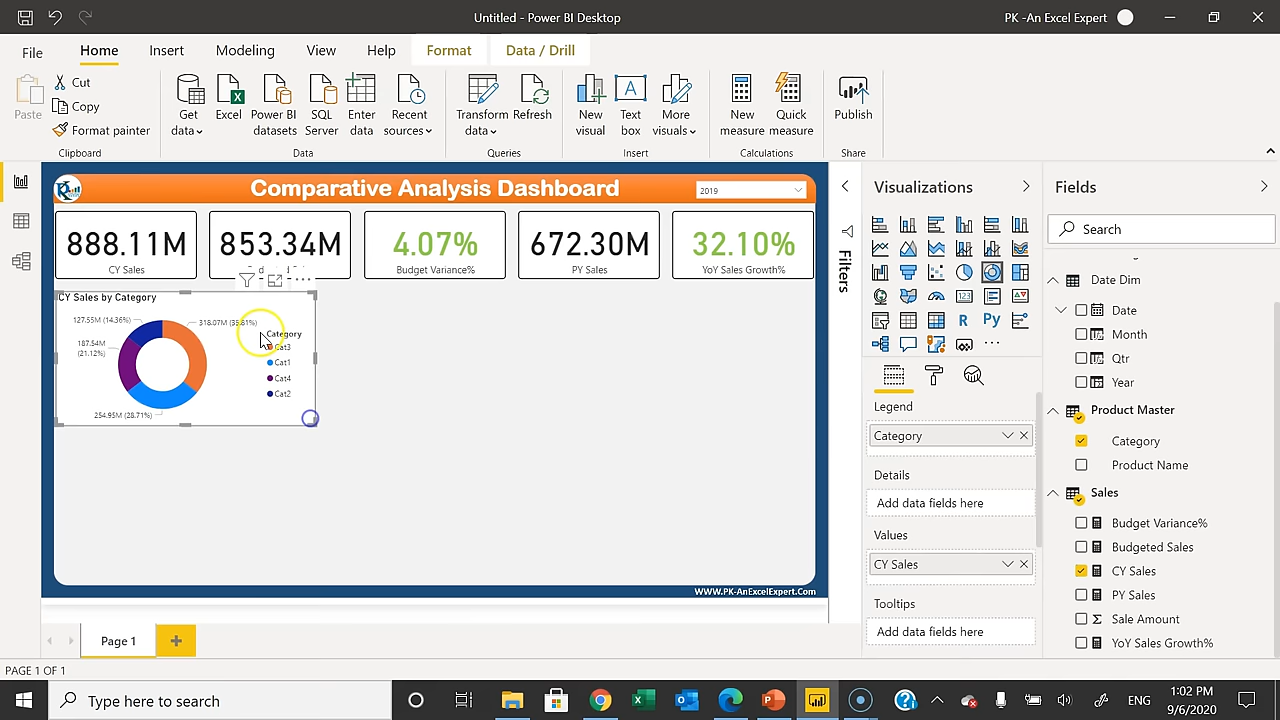 Untitled - Power BI Desktop
PK -An Excel Expert
File
Home
Insert
Modeling
View
Help
Format
Data / Drill
Paste
Cut
Copy
Format painter
Clipboard
Get data
Excel
Power BI datasets
SQL Server
Enter data
Recent sources
Data
Transform data
Refresh
Queries
New visual
Text box
More visuals
Insert
New measure
Quick measure
Calculations
Publish
Share
Comparative Analysis Dashboard
2019
888.11M
CY Sales
853.34M
4.07%
Budget Variance%
672.30M
PY Sales
32.10%
YoY Sales Growth%
CY Sales by Category
127.55M (14.36%)
318.07M (35.81%)
187.54M
(21.12%)
254.95M (28.71%)
Category
Cat3
Cat1
Cat4
Cat2
WWW.PK-AnExcelExpert.Com
Filters
Visualizations
R
Py
123
Legend
Category
Details
Add data fields here
Values
CY Sales
Tooltips
Add data fields here
Fields
Search
Date Dim
Date
Month
Qtr
Year
Product Master
Category
Product Name
Sales
Budget Variance%
Budgeted Sales
CY Sales
PY Sales
Sale Amount
YoY Sales Growth%
Page 1
PAGE 1 OF 1
Type here to search
ENG
1:02 PM
9/6/2020